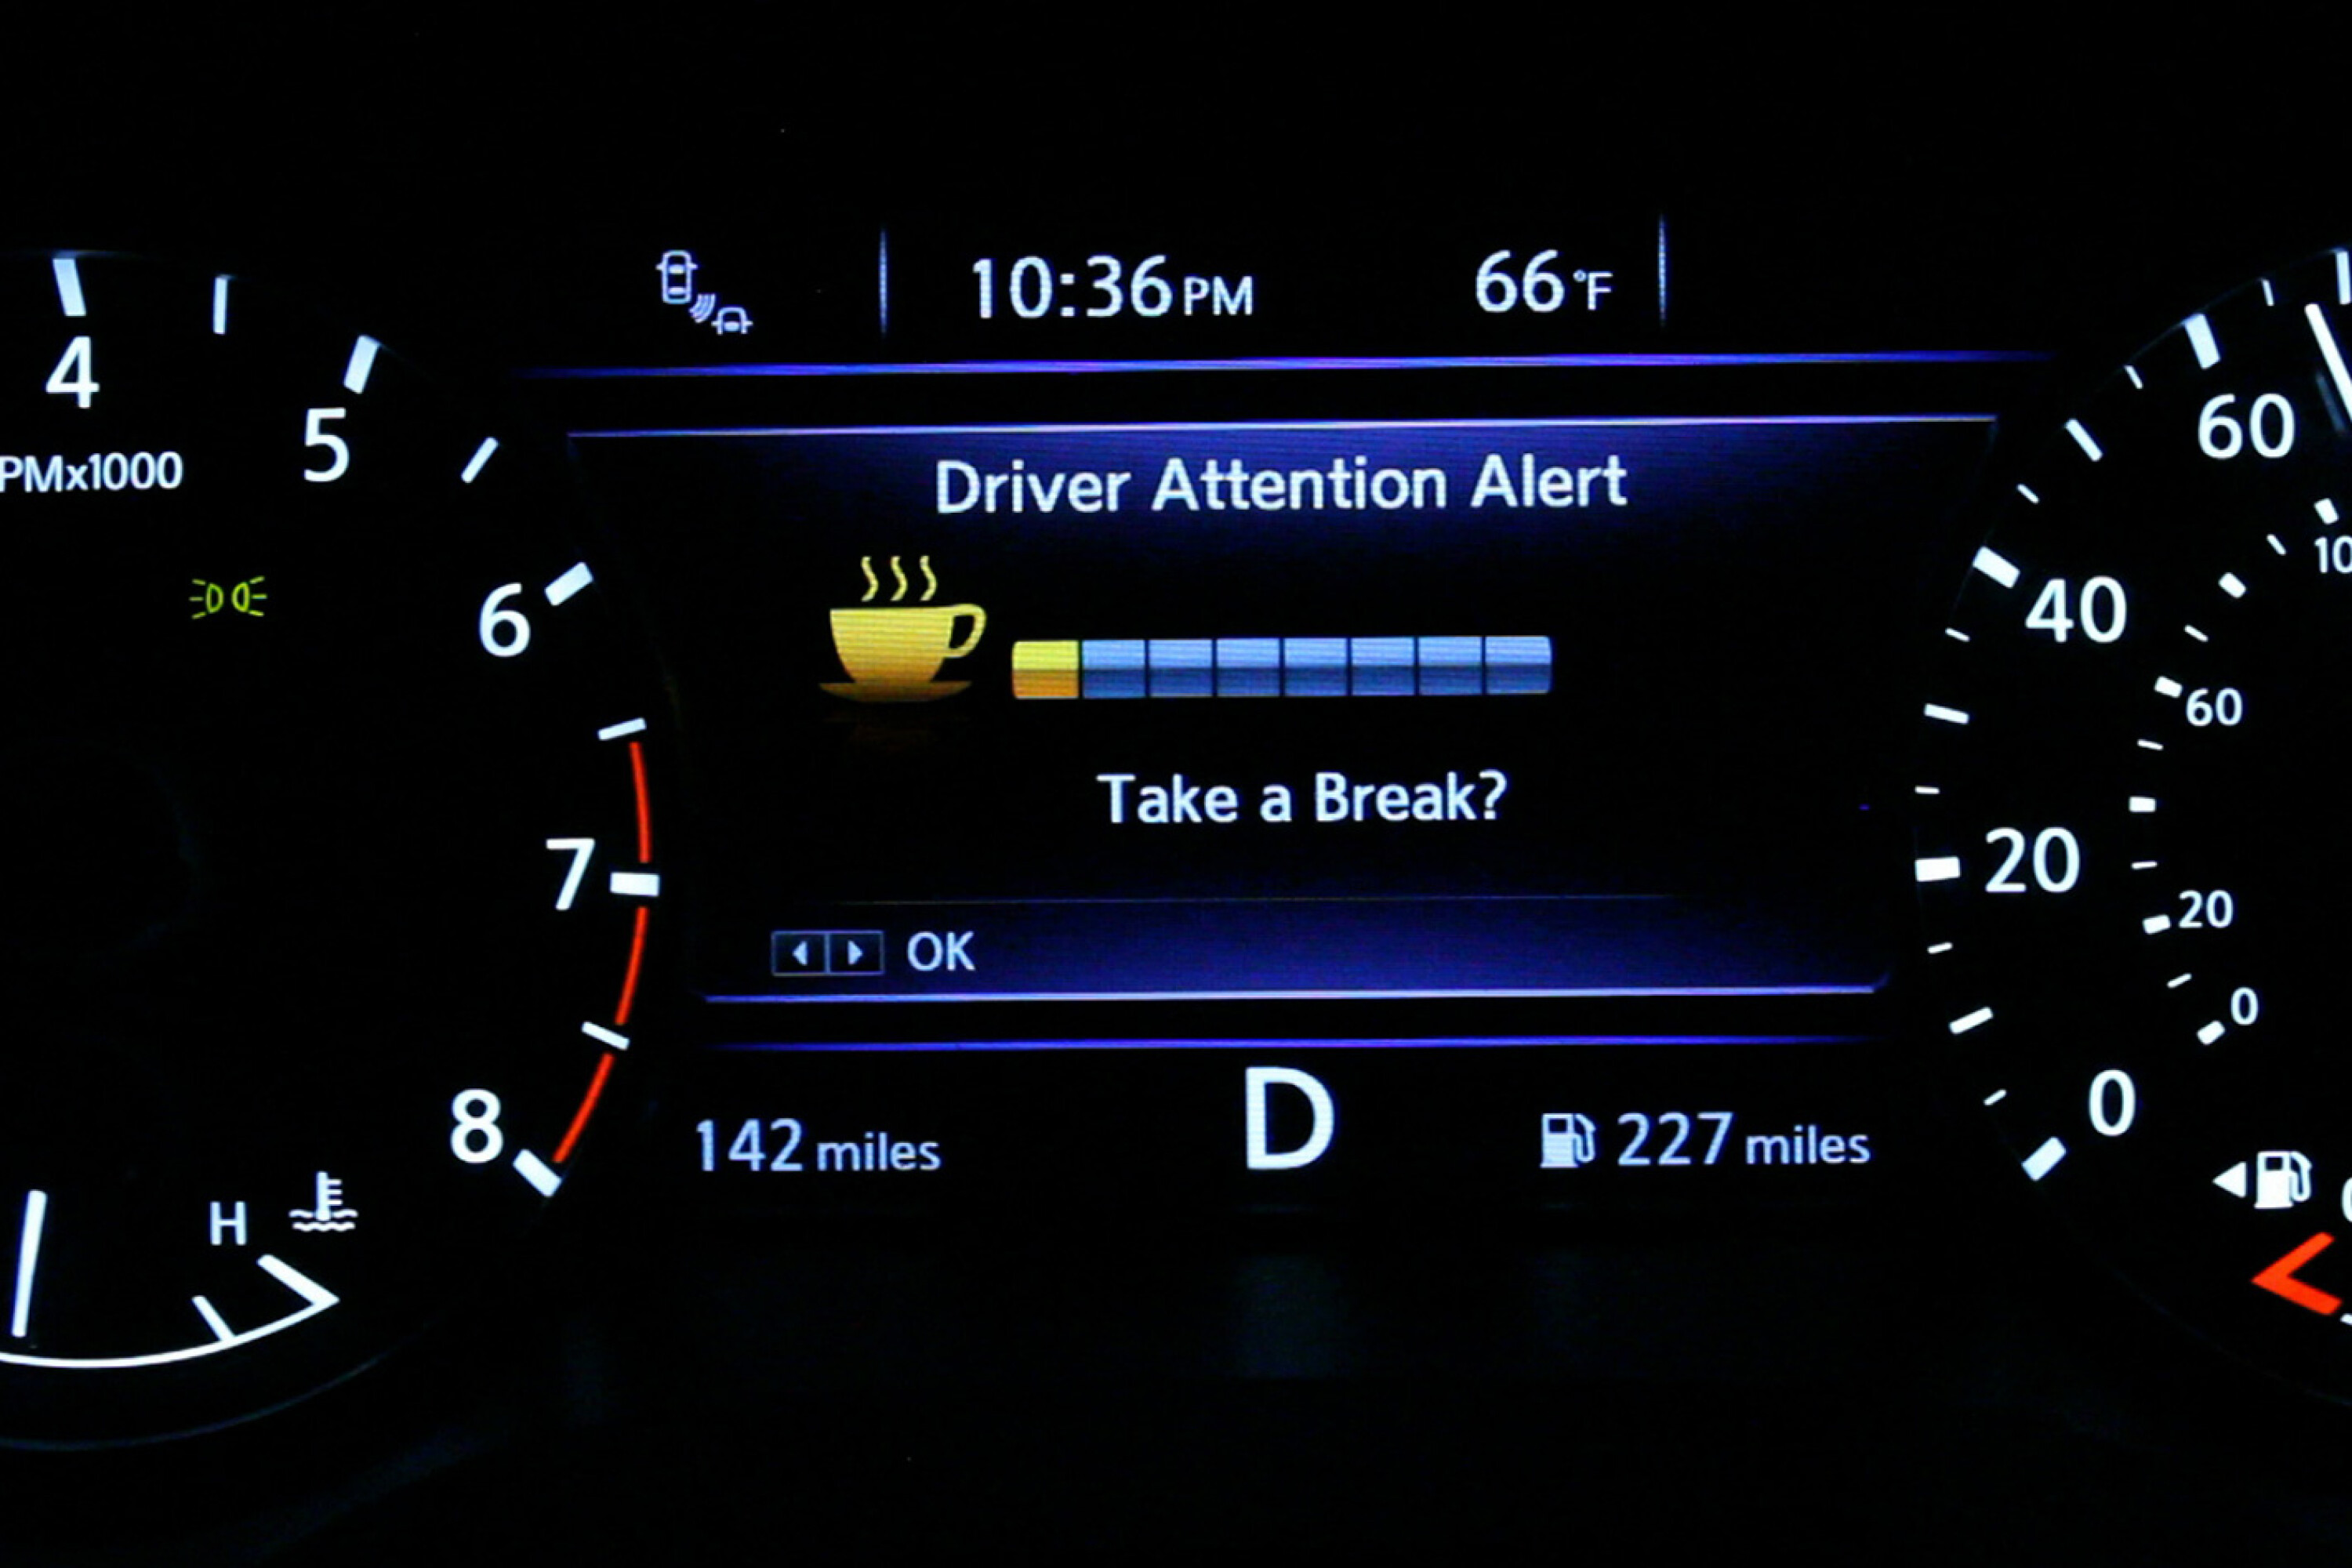 10:36 PM 66°F
4
5
PMx1000
6
7
8
H
Driver Attention Alert
Take a Break?
OK
142 miles
D
227 miles
60
40
20
0
10
60
20
0